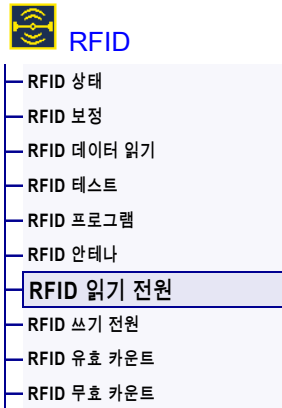 RFID
RFID 상태
RFID 보정
RFID 데이터 읽기
RFID 테스트
RFID 프로그램
RFID 안테나
RFID 읽기 전원
RFID 쓰기 전원
RFID 유효 카운트
RFID 무효 카운트